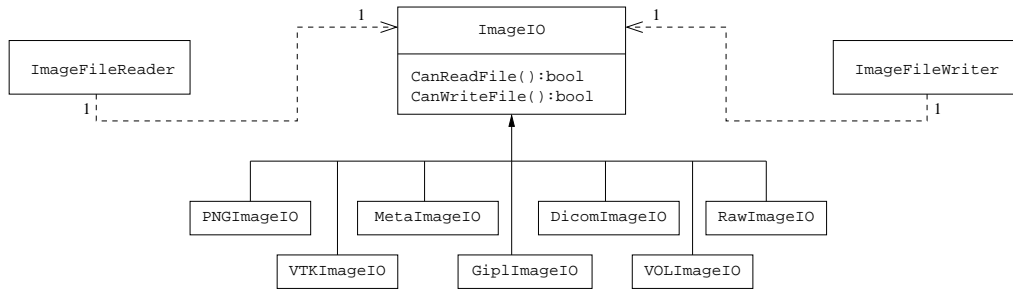 1
1
ImageIO
ImageFileReader
ImageFileWriter
CanReadFile():bool
CanWriteFile():bool
1
1
PNGImageIO
MetaImageIO
DicomImageIO
RawImageIO
VTKImageIO
GiplImageIO
VOLImageIO